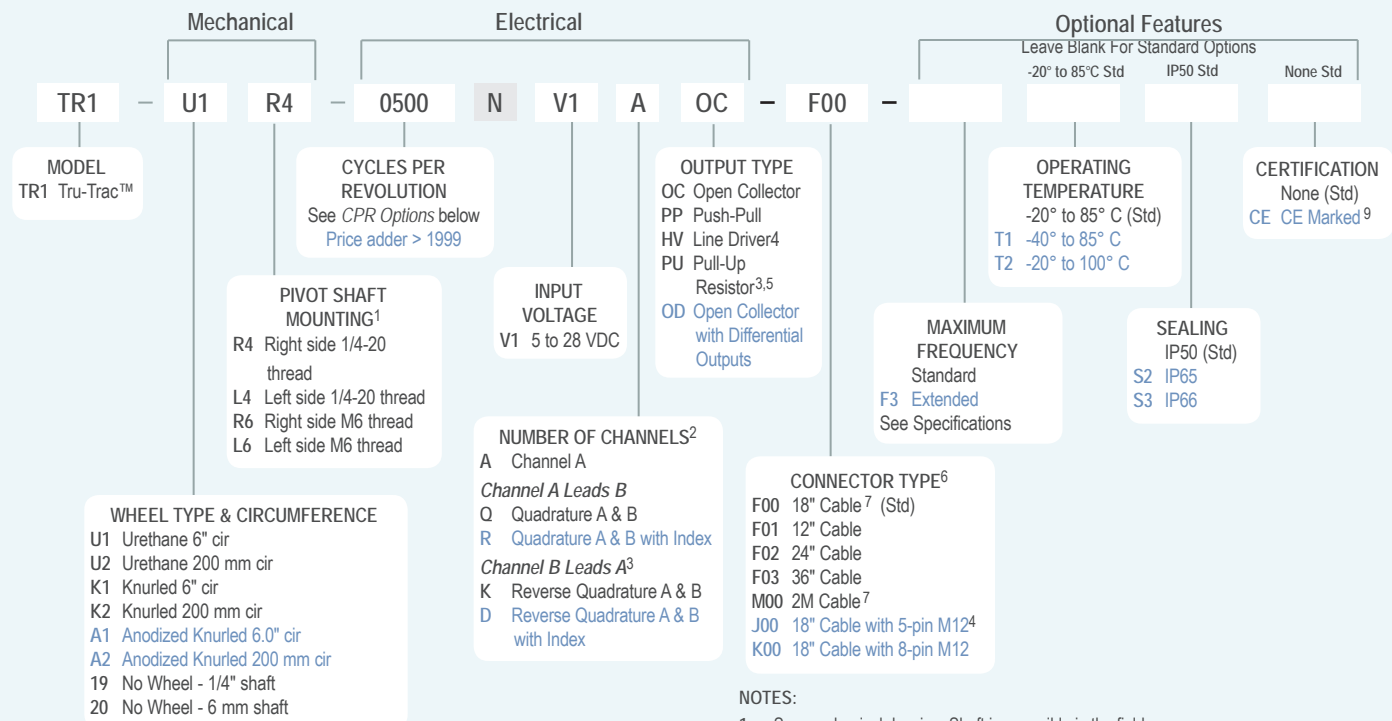 Mechanical
Electrical
Optional Features
Leave Blank For Standard Options
-20° to 85°C Std
IP50 Std
None Std
TR1 – U1 R4 – 0500 N V1 A OC – F00 –
MODEL
TR1 Tru-Trac™
CYCLES PER
REVOLUTION
See CPR Options below
Price adder > 1999
OUTPUT TYPE
OC Open Collector
PP Push-Pull
HV Line Driver4
PU Pull-Up
Resistor3,5
OD Open Collector
with Differential
Outputs
OPERATING
TEMPERATURE
-20° to 85° C (Std)
T1 -40° to 85° C
T2 -20° to 100° C
CERTIFICATION
None (Std)
CE CE Marked 9
PIVOT SHAFT
MOUNTING1
R4 Right side 1/4-20
thread
L4 Left side 1/4-20 thread
R6 Right side M6 thread
L6 Left side M6 thread
INPUT
VOLTAGE
V1 5 to 28 VDC
MAXIMUM
FREQUENCY
Standard
F3 Extended
See Specifications
SEALING
IP50 (Std)
S2 IP65
S3 IP66
NUMBER OF CHANNELS2
A Channel A
Channel A Leads B
Q Quadrature A & B
R Quadrature A & B with Index
Channel B Leads A3
K Reverse Quadrature A & B
D Reverse Quadrature A & B
with Index
CONNECTOR TYPE6
F00 18" Cable 7 (Std)
F01 12" Cable
F02 24" Cable
F03 36" Cable
M00 2M Cable7
J00 18" Cable with 5-pin M124
K00 18" Cable with 8-pin M12
WHEEL TYPE & CIRCUMFERENCE
U1 Urethane 6" cir
U2 Urethane 200 mm cir
K1 Knurled 6" cir
K2 Knurled 200 mm cir
A1 Anodized Knurled 6.0" cir
A2 Anodized Knurled 200 mm cir
19 No Wheel - 1/4" shaft
20 No Wheel - 6 mm shaft
NOTES: